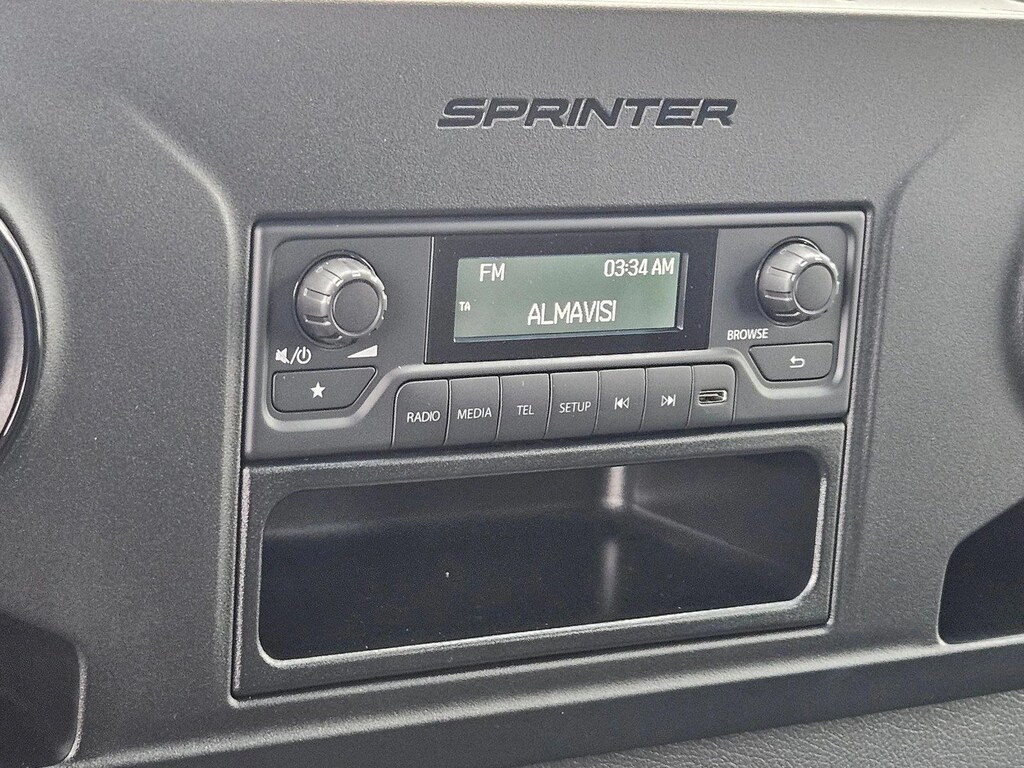 SPRINTER
FM 03:34 AM
TA ALMAVISI
BROWSE
RADIO MEDIA TEL SETUP